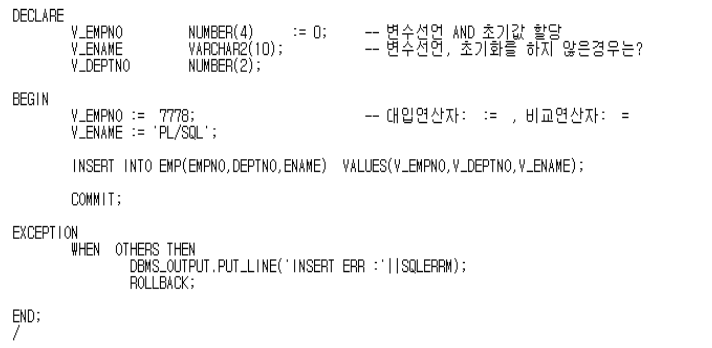 DECLARE
V_EMPNO NUMBER(4) := 0; -- 변수선언 AND 초기값 할당
V_ENAME VARCHAR2(10); -- 변수선언, 초기화를 하지 않은경우는?
V_DEPTNO NUMBER(2);
BEGIN
V_EMPNO := 7778; -- 대입연산자: := , 비교연산자: =
V_ENAME := 'PL/SQL';
INSERT INTO EMP(EMPNO,DEPTNO,ENAME) VALUES(V_EMPNO,V_DEPTNO,V_ENAME);
COMMIT;
EXCEPTION
WHEN OTHERS THEN
DBMS_OUTPUT.PUT_LINE('INSERT ERR :'||SQLERRM);
ROLLBACK;
END;
/